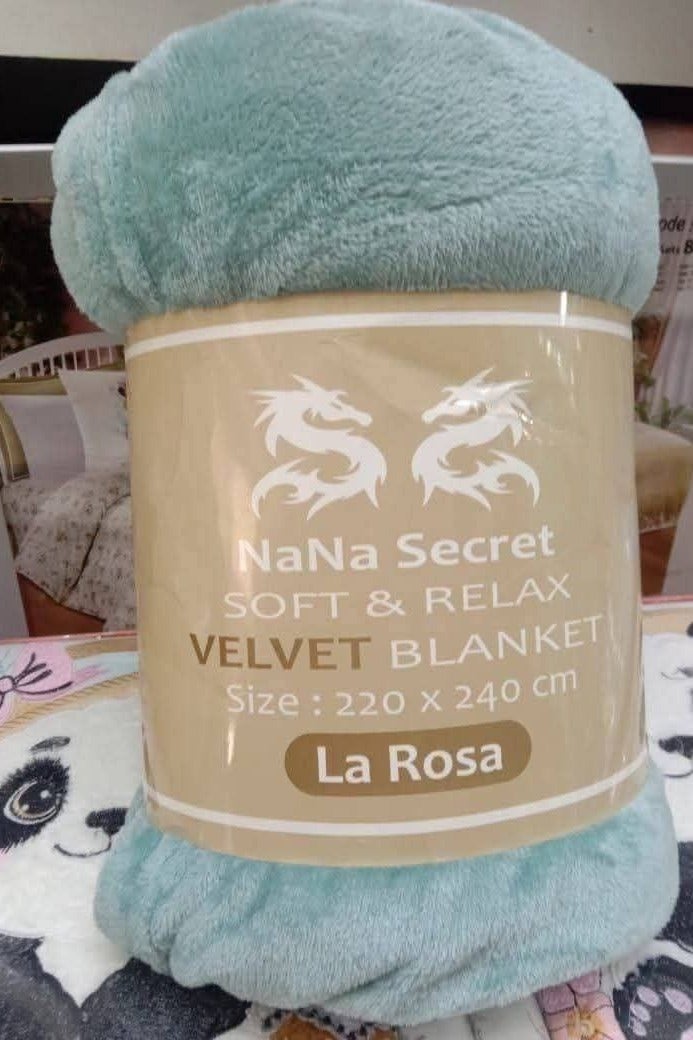 NaNa Secret
SOFT & RELAX
VELVET BLANKET
Size : 220 x 240 cm
La Rosa